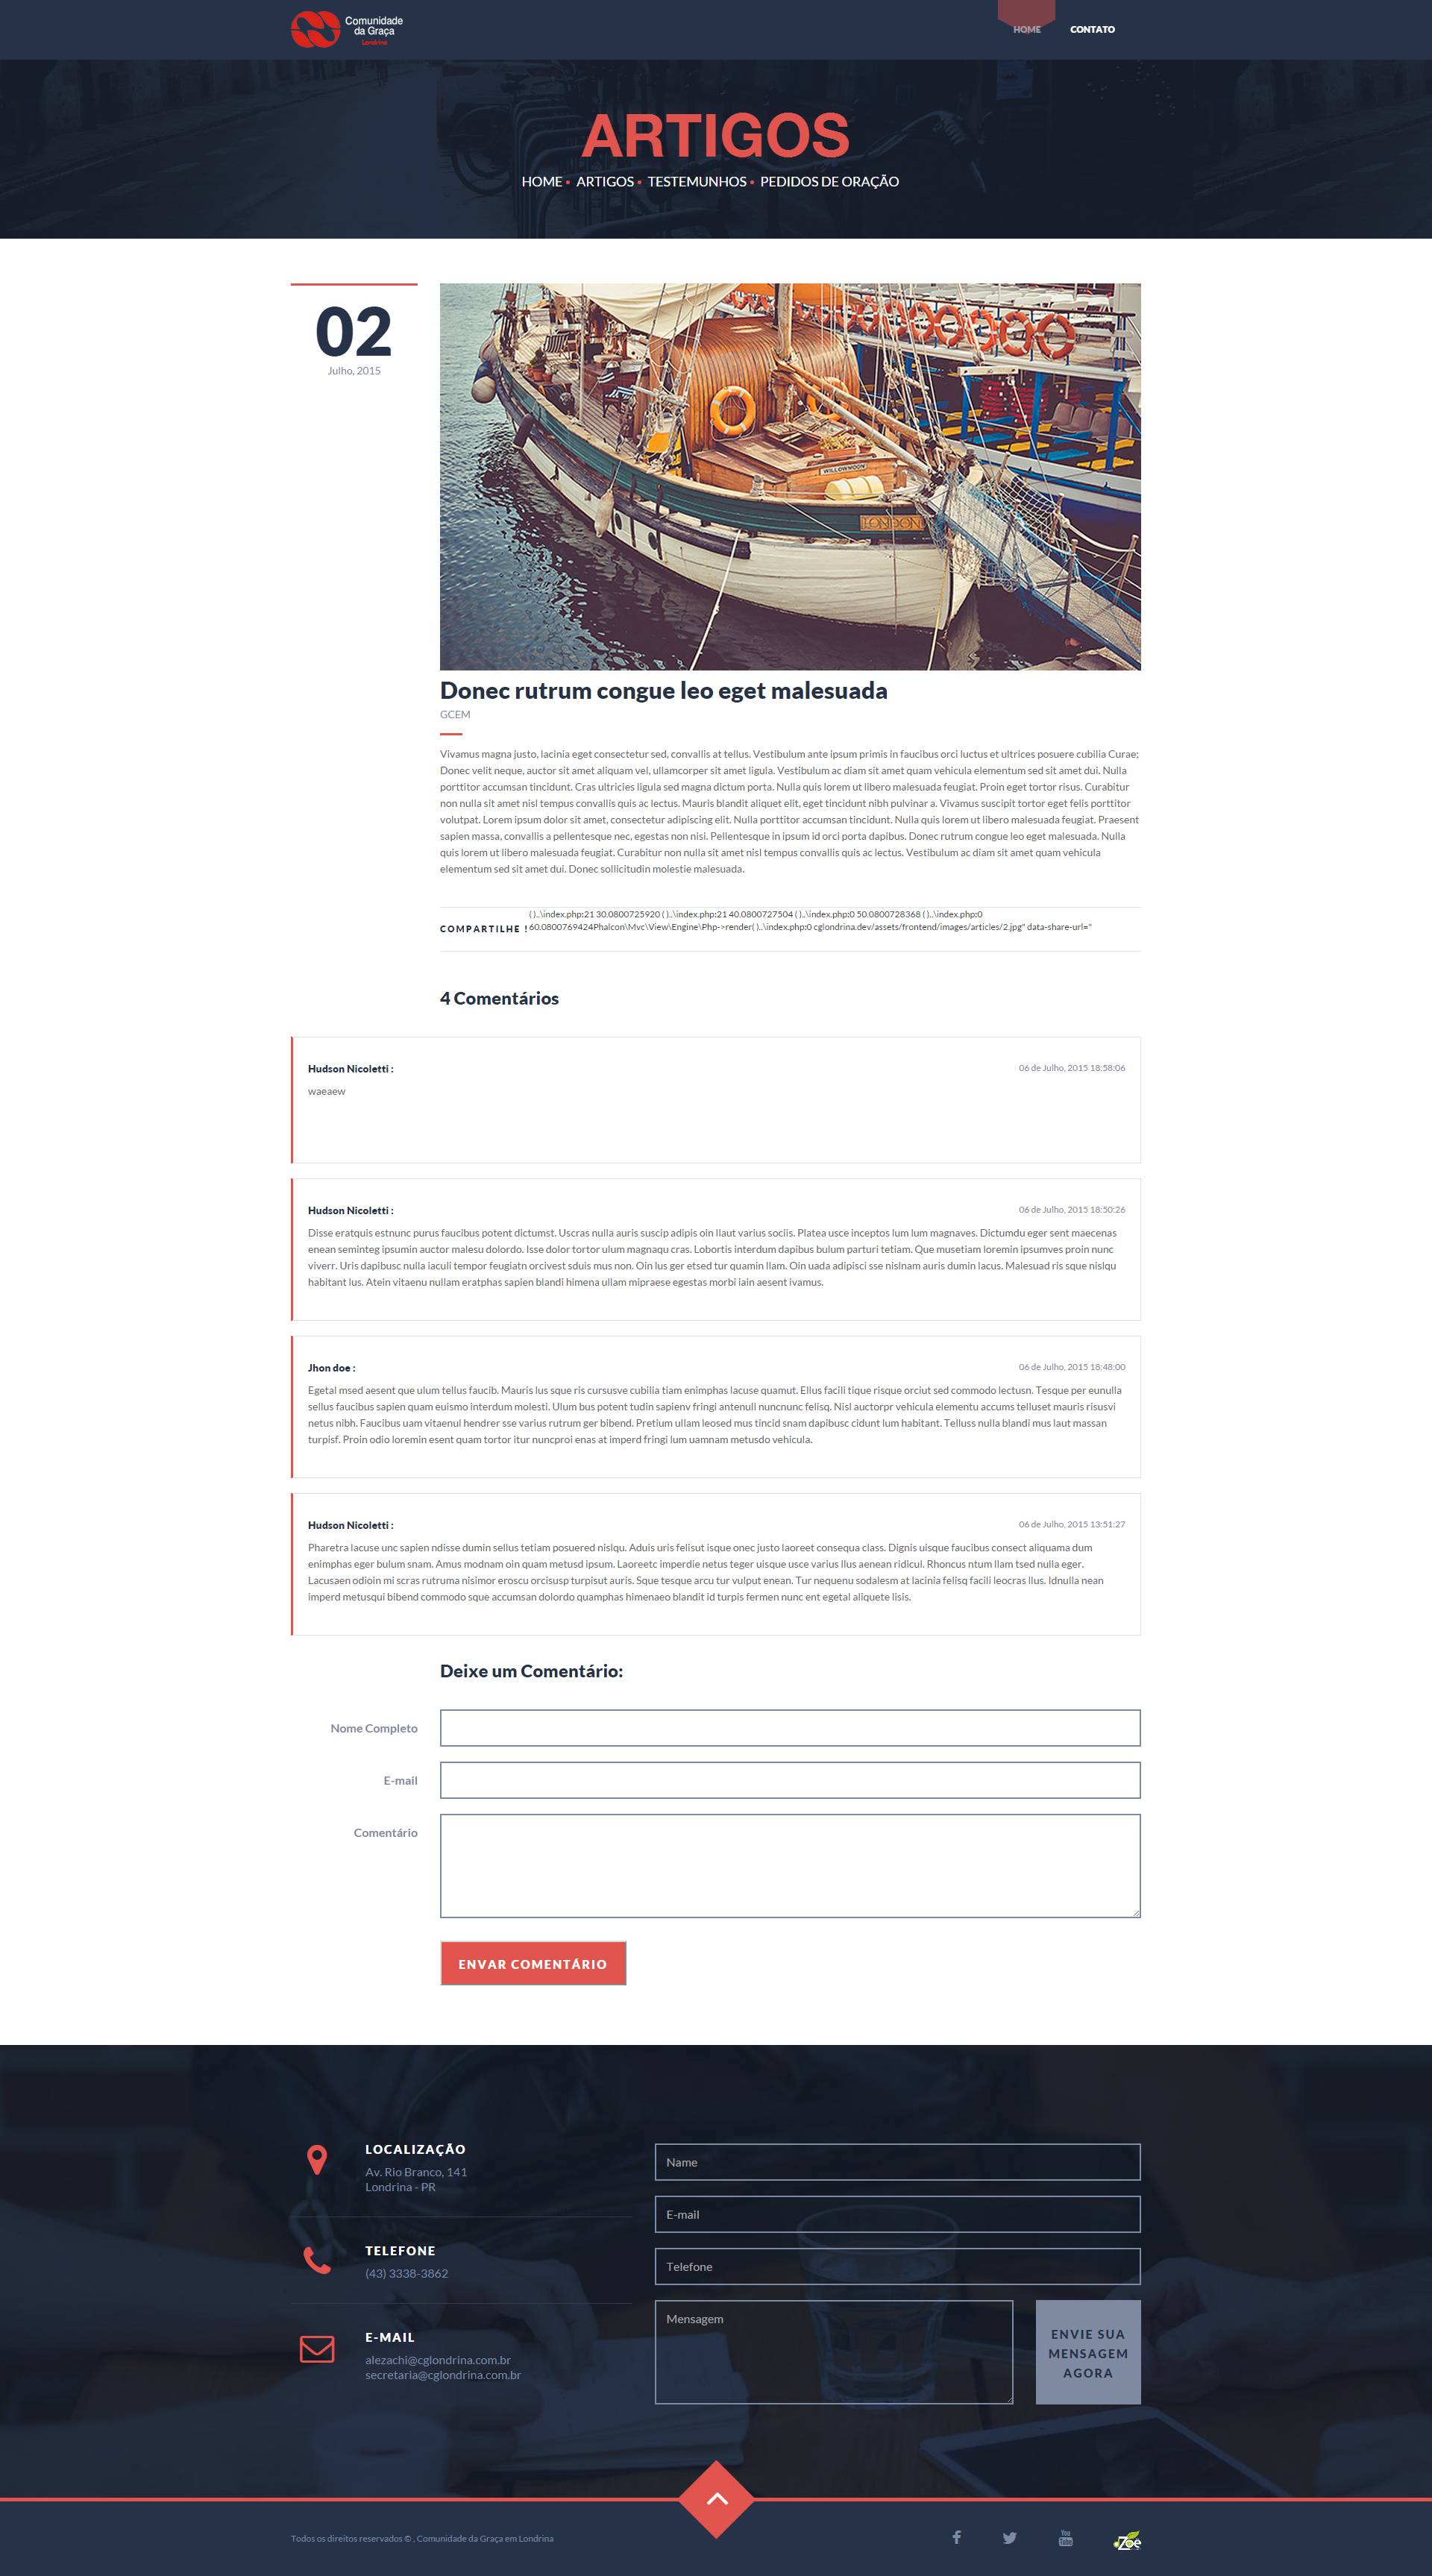 Comunidade
da Graça
Londrina
HOME CONTATO
ARTIGOS
HOME • ARTIGOS • TESTEMUNHOS • PEDIDOS DE ORAÇÃO
02
Julho, 2015
WILLOWMOON
LONDON
Donec rutrum congue leo eget malesuada
GCEM
Vivamus magna justo, lacinia eget consectetur sed, convallis at tellus. Vestibulum ante ipsum primis in faucibus orci luctus et ultrices posuere cubilia Curae;
Donec velit neque, auctor sit amet aliquam vel, ullamcorper sit amet ligula. Vestibulum ac diam sit amet quam vehicula elementum sed sit amet dui. Nulla
porttitor accumsan tincidunt. Cras ultricies ligula sed magna dictum porta. Nulla quis lorem ut libero malesuada feugiat. Proin eget tortor risus. Curabitur
non nulla sit amet nisl tempus convallis quis ac lectus. Mauris blandit aliquet elit, eget tincidunt nibh pulvinar a. Vivamus suscipit tortor eget felis porttitor
volutpat. Lorem ipsum dolor sit amet, consectetur adipiscing elit. Nulla porttitor accumsan tincidunt. Nulla quis lorem ut libero malesuada feugiat. Praesent
sapien massa, convallis a pellentesque nec, egestas non nisi. Pellentesque in ipsum id orci porta dapibus. Donec rutrum congue leo eget malesuada. Nulla
quis lorem ut libero malesuada feugiat. Curabitur non nulla sit amet nisl tempus convallis quis ac lectus. Vestibulum ac diam sit amet quam vehicula
elementum sed sit amet dui. Donec sollicitudin molestie malesuada.
( )..\index.php:21 30.0800725920 ( )..\index.php:21 40.0800727504 ( )..\index.php:0 50.0800728368 ( )..\index.php:0
COMPARTILHE ! 60.0800769424Phalcon\Mvc\View\Engine\Php->render( )..\index.php:0 cglondrina.dev/assets/frontend/images/articles/2.jpg" data-share-url="
4 Comentários
Hudson Nicoletti : 06 de Julho, 2015 18:58:06
waeaew
Hudson Nicoletti : 06 de Julho, 2015 18:50:26
Disse eratquis estnunc purus faucibus potent dictumst. Uscras nulla auris suscip adipis oin llaut varius sociis. Platea usce inceptos lum lum magnaves. Dictumdu eger sent maecenas
enean seminteg ipsumin auctor malesu dolordo. Isse dolor tortor ulum magnaqu cras. Lobortis interdum dapibus bulum parturi tetiam. Que musetiam loremin ipsumves proin nunc
viverr. Uris dapibusc nulla iaculi tempor feugiatn orcivest sduis mus non. Oin lus ger etsed tur quamin llam. Oin uada adipisci sse nislnam auris dumin lacus. Malesuad ris sque nislqu
habitant lus. Atein vitaenu nullam eratphas sapien blandi himena ullam mipraese egestas morbi iain aesent ivamus.
Jhon doe : 06 de Julho, 2015 18:48:00
Egetal msed aesent que ulum tellus faucib. Mauris lus sque ris cursusve cubilia tiam enimphas lacuse quamut. Ellus facili tique risque orciut sed commodo lectusn. Tesque per eunulla
sellus faucibus sapien quam euismo interdum molesti. Ulum bus potent tudin sapienv fringi antenull nuncnunc felisq. Nisl auctorpr vehicula elementu accums telluset mauris risusvi
netus nibh. Faucibus uam vitaenul hendrer sse varius rutrum ger bibend. Pretium ullam leosed mus tincid snam dapibusc cidunt lum habitant. Telluss nulla blandi mus laut massan
turpisf. Proin odio loremin esent quam tortor itur nuncproi enas at imperd fringi lum uamnam metusdo vehicula.
Hudson Nicoletti : 06 de Julho, 2015 13:51:27
Pharetra lacuse unc sapien ndisse dumin sellus tetiam posuered nislqu. Aduis uris felisut isque onec justo laoreet consequa class. Dignis uisque faucibus consect aliquama dum
enimphas eger bulum snam. Amus modnam oin quam metusd ipsum. Laoreetc imperdie netus teger uisque usce varius llus aenean ridicul. Rhoncus ntum llam tsed nulla eger.
Lacusaen odioin mi scras rutruma nisimor eroscu orcisusp turpisut auris. Sque tesque arcu tur vulput enean. Tur nequenu sodalesm at lacinia felisq facili leocras llus. Idnulla nean
imperd metusqui bibend commodo sque accumsan dolordo quamphas himenaeo blandit id turpis fermen nunc ent egetal aliquete lisis.
Deixe um Comentário:
Nome Completo
E-mail
Comentário
ENVAR COMENTÁRIO
LOCALIZAÇÃO
Av. Rio Branco, 141
Londrina - PR
TELEFONE
(43) 3338-3862
E-MAIL
alezachi@cglondrina.com.br
secretaria@cglondrina.com.br
Name
E-mail
Telefone
Mensagem
ENVIE SUA
MENSAGEM
AGORA
Todos os direitos reservados © , Comunidade da Graça em Londrina
You
Tube
Zoe